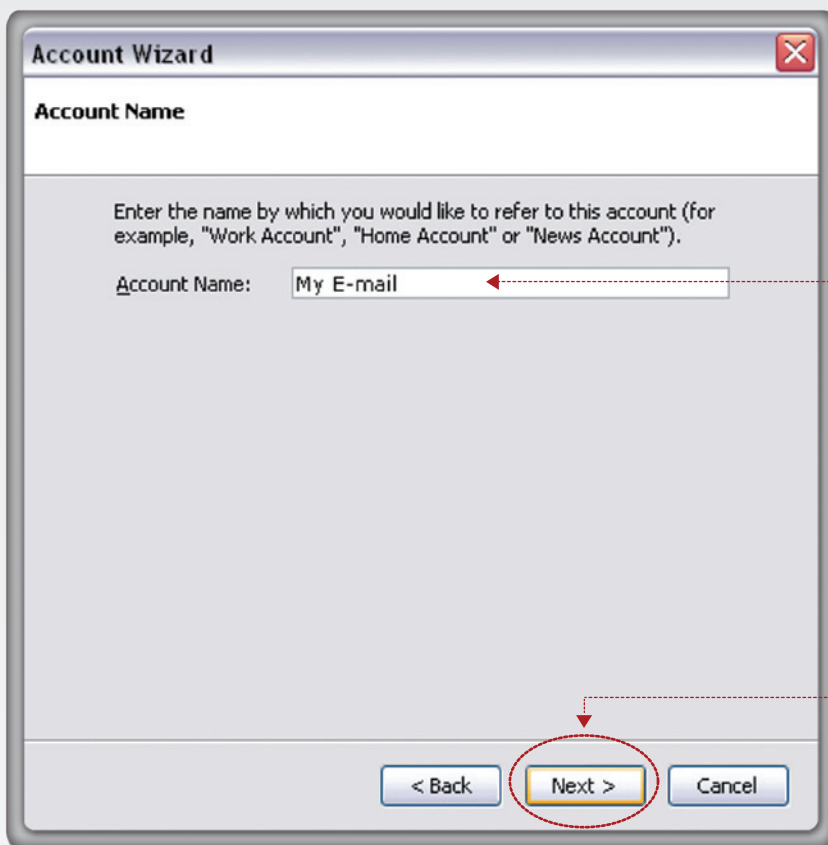 Account Wizard
Account Name
Enter the name by which you would like to refer to this account (for
example, "Work Account", "Home Account" or "News Account").
Account Name: My E-mail
< Back Next > Cancel